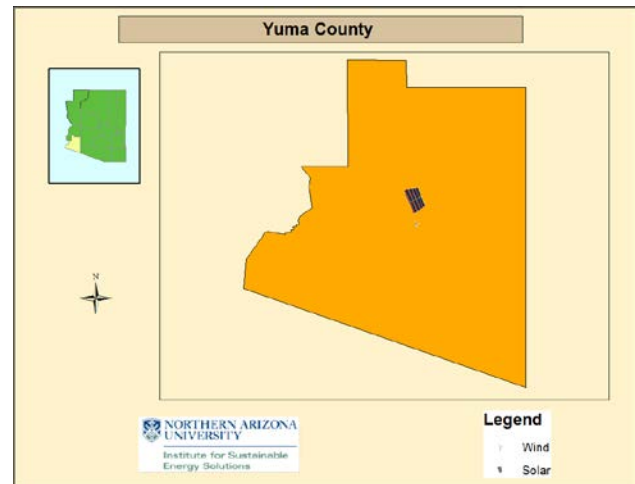 Yuma County
N
NORTHERN ARIZONA
UNIVERSITY
Institute for Sustainable
Energy Solutions
Legend
Wind
Solar